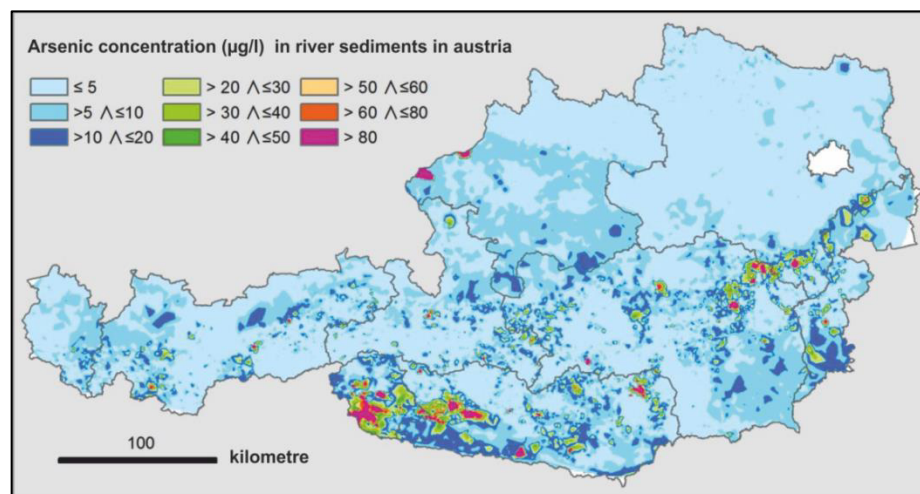 Arsenic concentration (µg/l) in river sediments in austria
≤ 5
>5 ⋀≤10
>10 ⋀≤20
> 20 ⋀≤30
> 30 ⋀≤40
> 40 ⋀≤50
> 50 ⋀≤60
> 60 ⋀≤80
> 80
100
kilometre